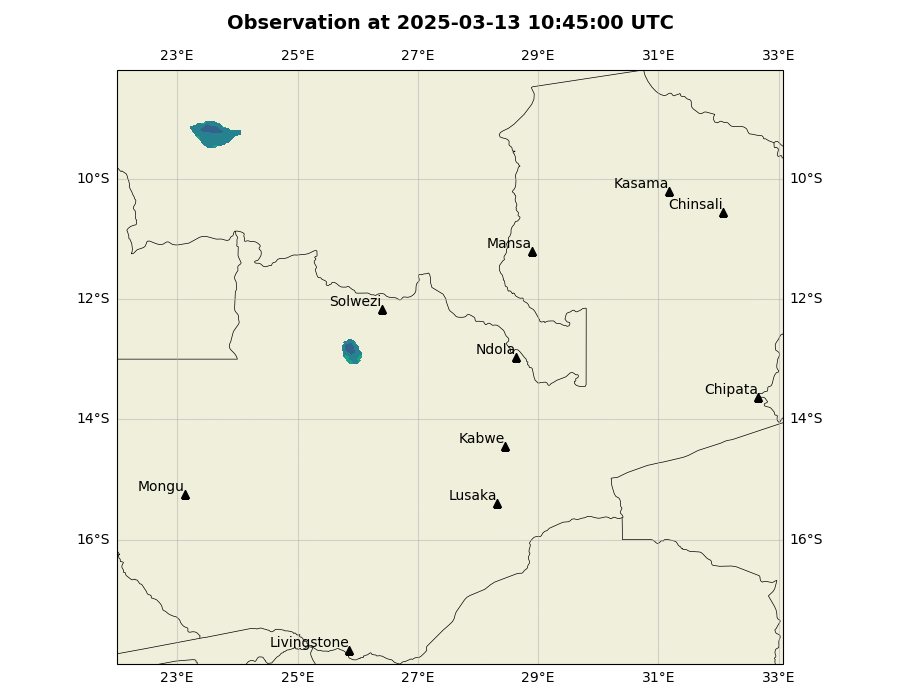 Observation at 2025-03-13 10:45:00 UTC
23°E 25°E 27°E 29°E 31°E 33°E
10°S 10°S
Kasama
Chinsali
Mansa
12°S 12°S
Solwezi
Ndola
Chipata
14°S 14°S
Kabwe
Mongu
Lusaka
16°S 16°S
Livingstone
23°E 25°E 27°E 29°E 31°E 33°E